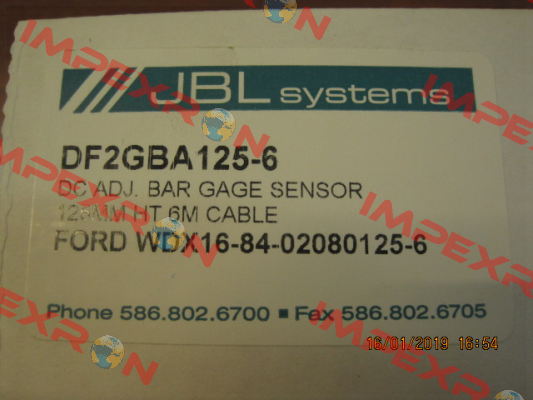 JBL systems
DF2GBA125-6
DC ADJ. BAR GAGE SENSOR
125MM HT 6M CABLE
FORD WDX16-84-02080125-6
Phone 586.802.6700 ■ Fax 586.802.6705
16/01/2019 16:54
IMPEXRON
IMPEXRON
IMPEXRON
IMPEXRON
IMPEXRON